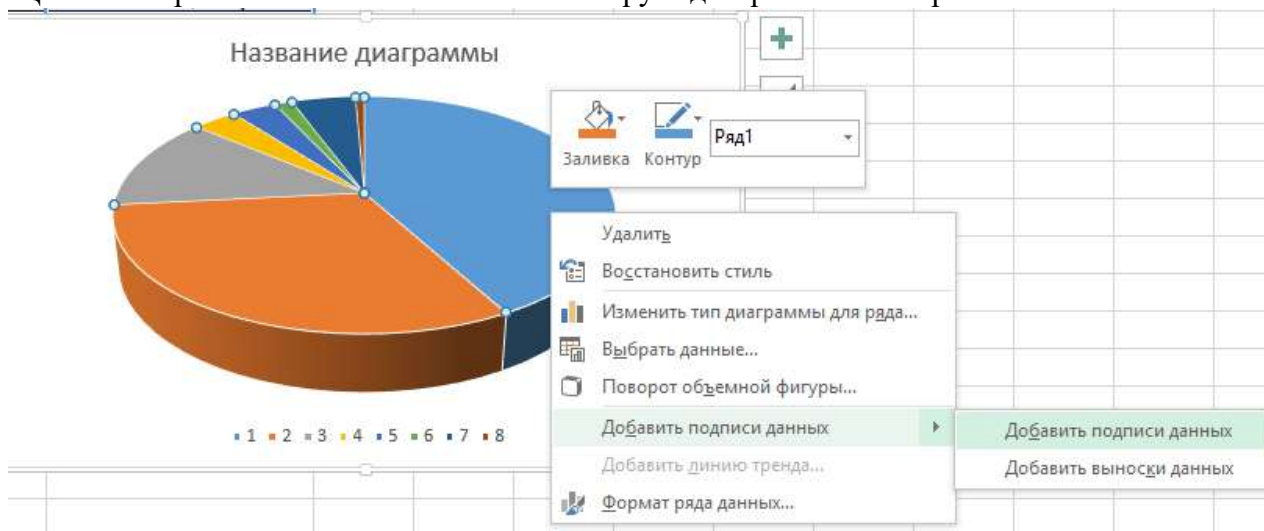 Название диаграммы
Заливка
Контур
Ряд1
Удалить
Восстановить стиль
Изменить тип диаграммы для ряда...
Выбрать данные...
Поворот объемной фигуры...
Добавить подписи данных
Добавить подписи данных
Добавить линию тренда...
Добавить выноски данных
Формат ряда данных...
1 2 3 4 5 6 7 8